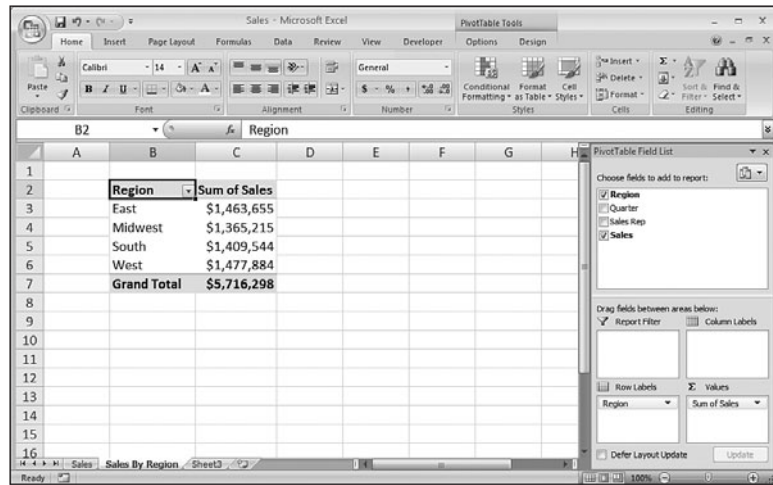 Sales - Microsoft Excel
PivotTable Tools
Home Insert Page Layout Formulas Data Review View Developer Options Design
Paste
Clipboard
Calibri 14 A A
B I U A
Font
Alignment
General
$ % , .0 .00 .00 .0
Number
Conditional Formatting
Format as Table
Cell Styles
Styles
Insert
Delete
Format
Cells
Σ
Sort & Filter
Find & Select
Editing
B2 fx Region
A B C D E F G H
1
2 Region Sum of Sales
3 East $1,463,655
4 Midwest $1,365,215
5 South $1,409,544
6 West $1,477,884
7 Grand Total $5,716,298
8
9
10
11
12
13
14
15
16
PivotTable Field List
Choose fields to add to report:
Region
Quarter
Sales Rep
Sales
Drag fields between areas below:
Report Filter
Column Labels
Row Labels
Σ Values
Region
Sum of Sales
Defer Layout Update
Update
Sales Sales By Region Sheet3
Ready
100%